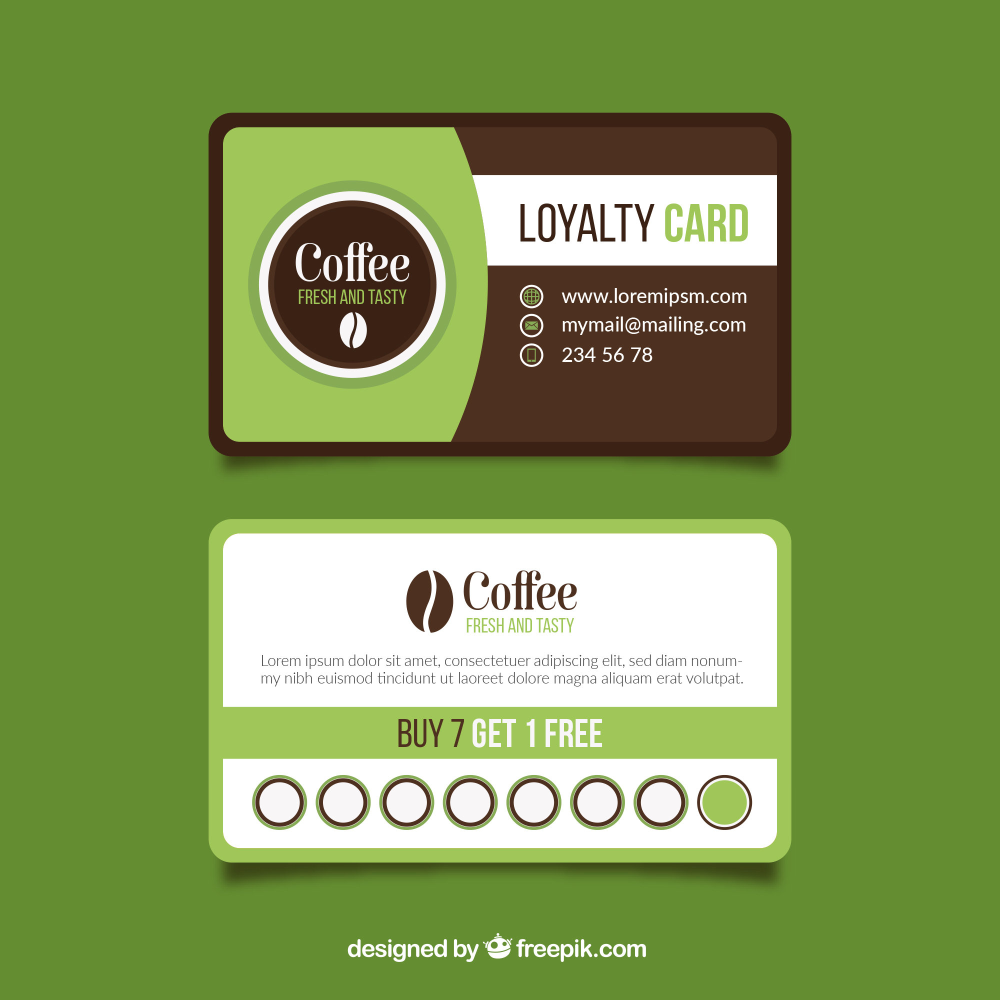 Coffee
FRESH AND TASTY
LOYALTY CARD
www.loremipsm.com
mymail@mailing.com
234 56 78
Coffee
FRESH AND TASTY
Lorem ipsum dolor sit amet, consectetuer adipiscing elit, sed diam nonum-
my nibh euismod tincidunt ut laoreet dolore magna aliquam erat volutpat.
BUY 7 GET 1 FREE
designed by freepik.com